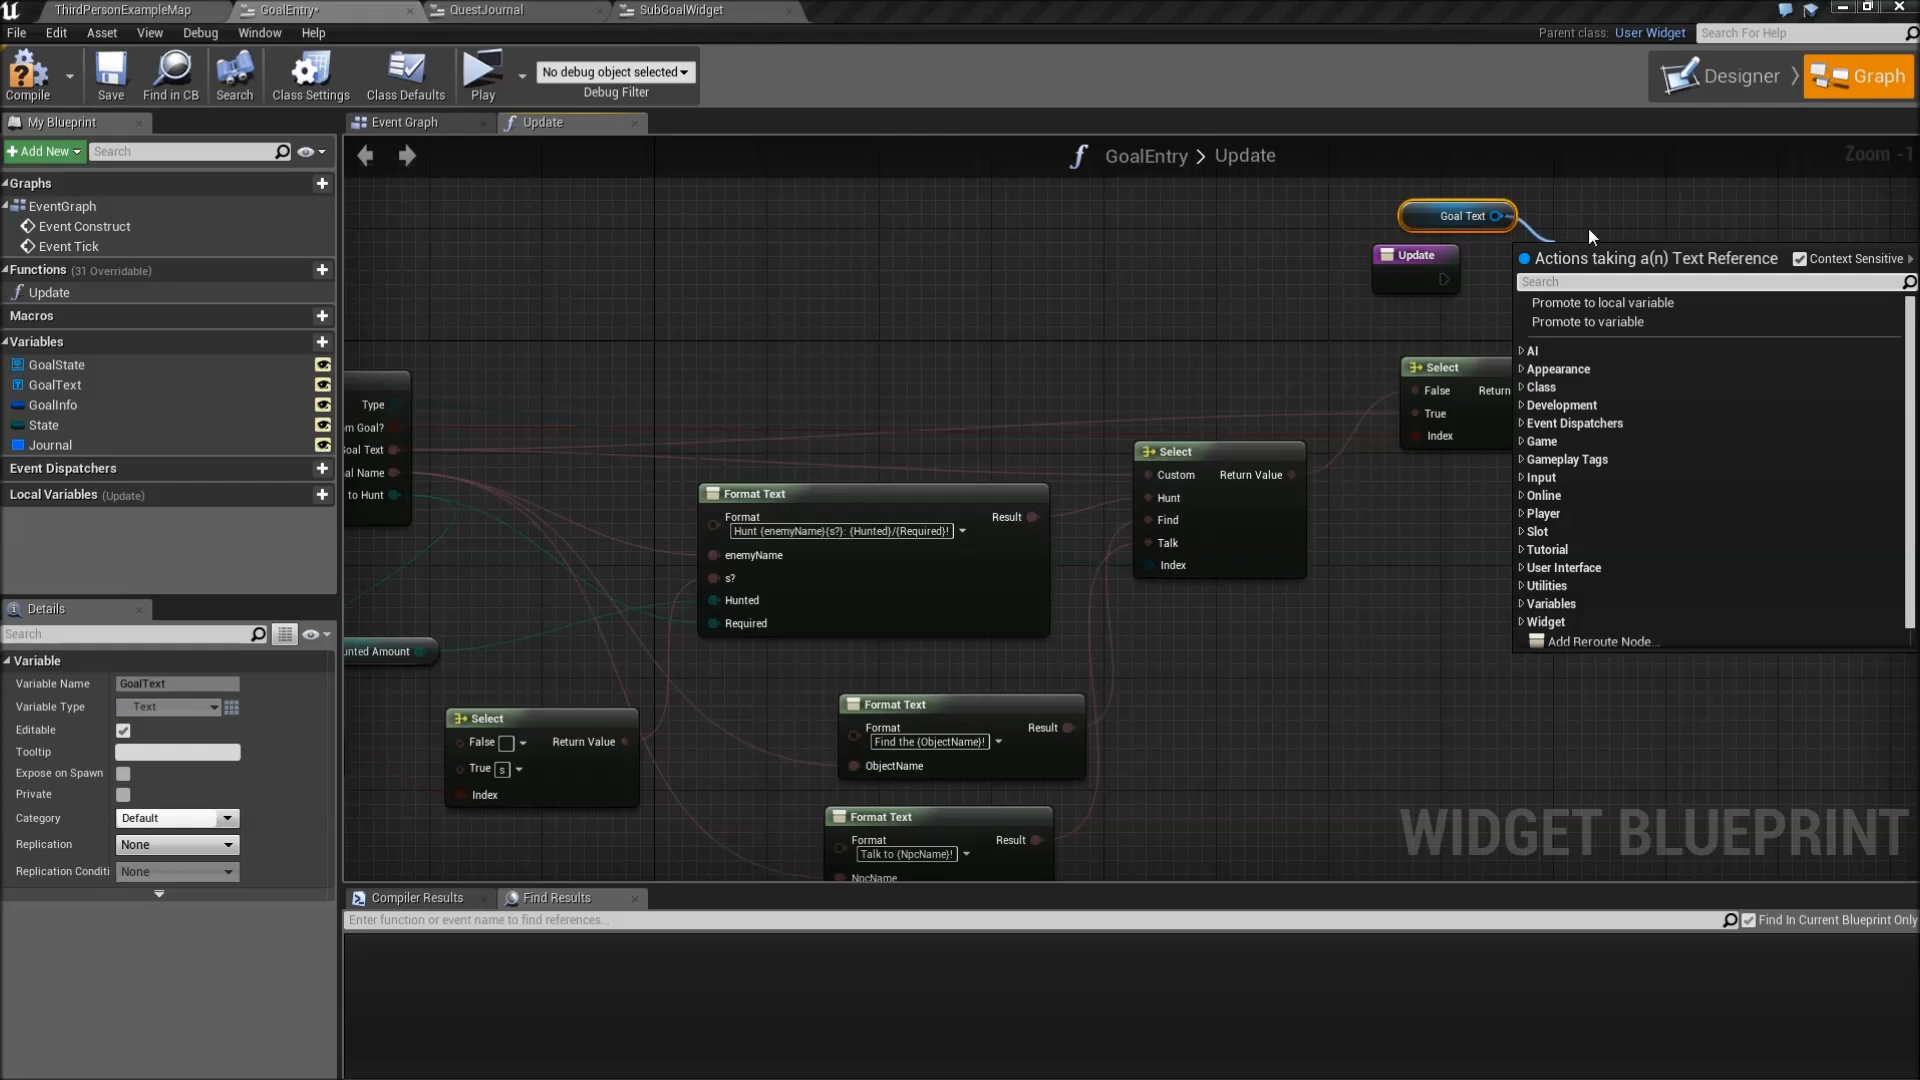 ThirdPersonExampleMap
GoalEntry*
QuestJournal
SubGoalWidget
File Edit Asset View Debug Window Help
Parent class: User Widget
Search For Help
Compile
Save
Find in CB
Search
Class Settings
Class Defaults
Play
No debug object selected
Debug Filter
Designer
Graph
My Blueprint
Event Graph
Update
Add New
Search
GoalEntry > Update
Zoom -1
Graphs
EventGraph
Event Construct
Event Tick
Functions (31 Overridable)
Update
Macros
Variables
GoalState
GoalText
GoalInfo
State
Journal
Event Dispatchers
Local Variables (Update)
Details
Search
Variable
Variable Name GoalText
Variable Type Text
Editable
Tooltip
Expose on Spawn
Private
Category Default
Replication None
Replication Conditi None
Type
m Goal?
oal Text
al Name
to Hunt
unted Amount
Select
False
Return Value
True s
Index
Format Text
Format
Result
Hunt {enemyName}{s?}: {Hunted}/{Required}!
enemyName
s?
Hunted
Required
Format Text
Format
Result
Find the {ObjectName}!
ObjectName
Format Text
Format
Result
Talk to {NpcName}!
NpcName
Select
Custom
Return Value
Hunt
Find
Talk
Index
Goal Text
Update
Select
False
Return
True
Index
Actions taking a(n) Text Reference
Context Sensitive
Search
Promote to local variable
Promote to variable
AI
Appearance
Class
Development
Event Dispatchers
Game
Gameplay Tags
Input
Online
Player
Slot
Tutorial
User Interface
Utilities
Variables
Widget
Add Reroute Node...
WIDGET BLUEPRINT
Compiler Results
Find Results
Enter function or event name to find references...
Find In Current Blueprint Only